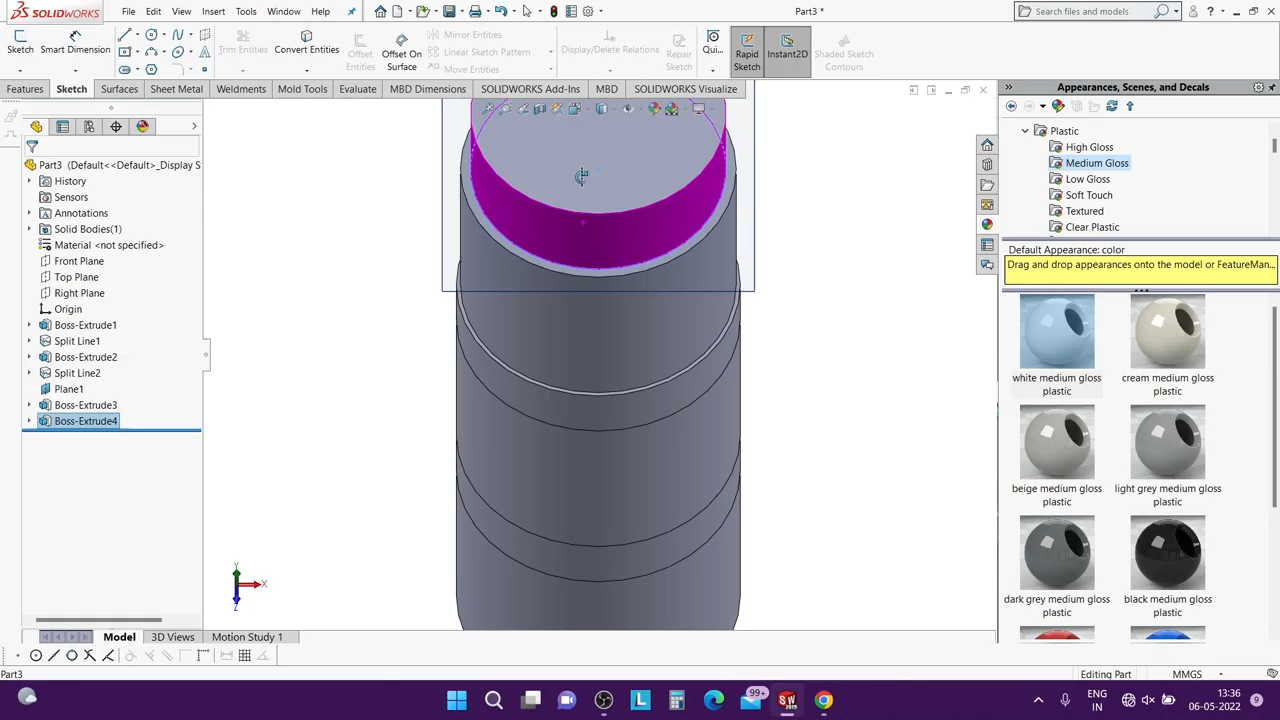 SOLIDWORKS
File
Edit
View
Insert
Tools
Window
Part3 *
Search files and models
Sketch
Smart Dimension
Trim Entities
Convert Entities
Offset Entities
Offset On Surface
Mirror Entities
Linear Sketch Pattern
Move Entities
Display/Delete Relations
Repair Sketch
Qui...
Rapid Sketch
Instant2D
Shaded Sketch Contours
Features
Sketch
Surfaces
Sheet Metal
Weldments
Mold Tools
Evaluate
MBD Dimensions
SOLIDWORKS Add-Ins
MBD
SOLIDWORKS Visualize
Part3 (Default<<Default>_Display S
History
Sensors
Annotations
Solid Bodies(1)
Material <not specified>
Front Plane
Top Plane
Right Plane
Origin
Boss-Extrude1
Split Line1
Boss-Extrude2
Split Line2
Plane1
Boss-Extrude3
Boss-Extrude4
Y
X
Z
Appearances, Scenes, and Decals
Plastic
High Gloss
Medium Gloss
Low Gloss
Soft Touch
Textured
Clear Plastic
Default Appearance: color
Drag and drop appearances onto the model or FeatureMan...
white medium gloss plastic
cream medium gloss plastic
beige medium gloss plastic
light grey medium gloss plastic
dark grey medium gloss plastic
black medium gloss plastic
Model
3D Views
Motion Study 1
Part3
Editing Part
MMGS
99+
SW
2019
L
ENG
IN
13:36
06-05-2022
9